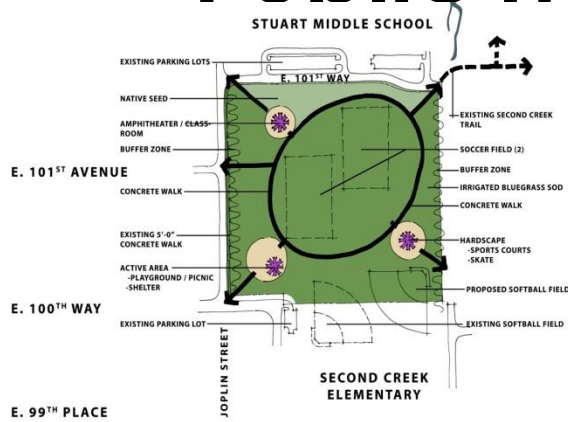 STUART MIDDLE SCHOOL
EXISTING PARKING LOTS
E. 101ST WAY
NATIVE SEED
AMPHITHEATER / CLASS-
ROOM
BUFFER ZONE
E. 101ST AVENUE
CONCRETE WALK
EXISTING 5'-0"
CONCRETE WALK
ACTIVE AREA
-PLAYGROUND / PICNIC
-SHELTER
E. 100TH WAY
EXISTING PARKING LOT
JOPLIN STREET
E. 99TH PLACE
EXISTING SECOND CREEK
TRAIL
SOCCER FIELD (2)
BUFFER ZONE
IRRIGATED BLUEGRASS SOD
CONCRETE WALK
HARDSCAPE
-SPORTS COURTS
-SKATE
PROPOSED SOFTBALL FIELD
EXISTING SOFTBALL FIELD
SECOND CREEK
ELEMENTARY